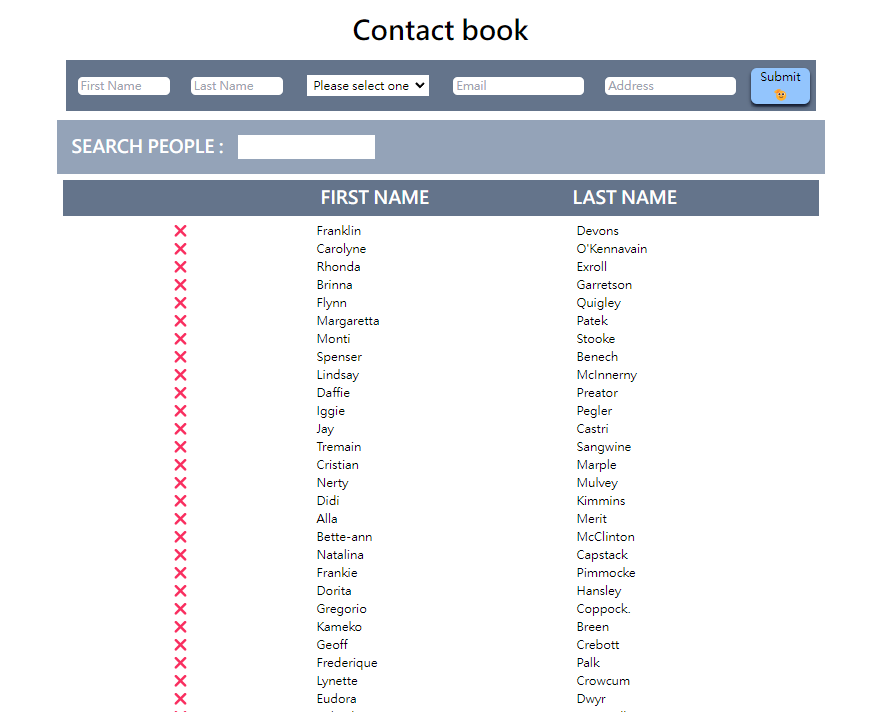 Contact book
First Name Last Name Please select one Email Address Submit
SEARCH PEOPLE :
FIRST NAME LAST NAME
Franklin Devons
Carolyne O'Kennavain
Rhonda Exroll
Brinna Garretson
Flynn Quigley
Margaretta Patek
Monti Stooke
Spenser Benech
Lindsay McInnerny
Daffie Preator
Iggie Pegler
Jay Castri
Tremain Sangwine
Cristian Marple
Nerty Mulvey
Didi Kimmins
Alla Merit
Bette-ann McClinton
Natalina Capstack
Frankie Pimmocke
Dorita Hansley
Gregorio Coppock.
Kameko Breen
Geoff Crebott
Frederique Palk
Lynette Crowcum
Eudora Dwyr